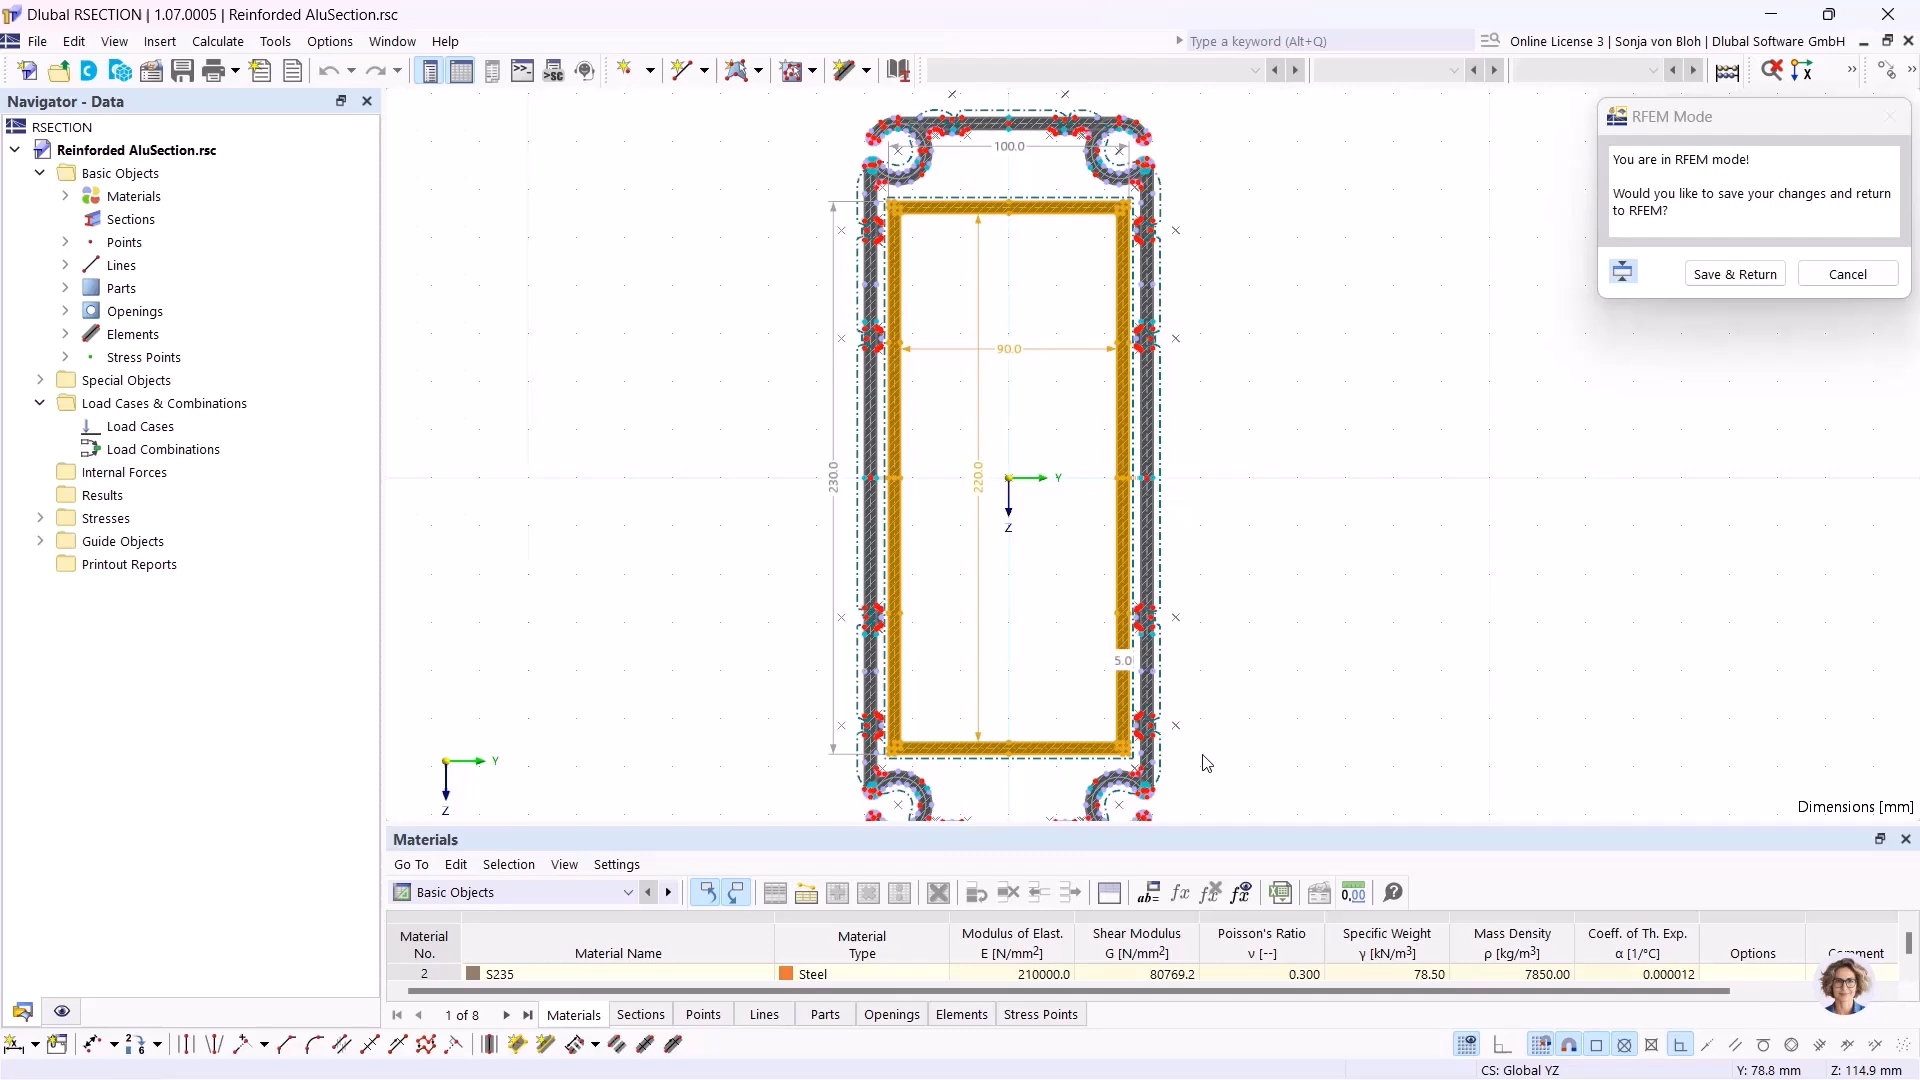 Dlubal RSECTION | 1.07.0005 | Reinforded AluSection.rsc
File Edit View Insert Calculate Tools Options Window Help
Type a keyword (Alt+Q)
Online License 3 | Sonja von Bloh | Dlubal Software GmbH
Navigator - Data
RSECTION
Reinforded AluSection.rsc
Basic Objects
Materials
Sections
Points
Lines
Parts
Openings
Elements
Stress Points
Special Objects
Load Cases & Combinations
Load Cases
Load Combinations
Internal Forces
Results
Stresses
Guide Objects
Printout Reports
100.0
90.0
230.0
220.0
5.0
Y
Z
Y
Z
RFEM Mode
You are in RFEM mode!
Would you like to save your changes and return
to RFEM?
Save & Return Cancel
Dimensions [mm]
Materials
Go To Edit Selection View Settings
Basic Objects
Material No. Material Name Material Type Modulus of Elast. E [N/mm2] Shear Modulus G [N/mm2] Poisson's Ratio ν [--] Specific Weight γ [kN/m3] Mass Density ρ [kg/m3] Coeff. of Th. Exp. α [1/°C] Options Comment
2 S235 Steel 210000.0 80769.2 0.300 78.50 7850.00 0.000012
1 of 8 Materials Sections Points Lines Parts Openings Elements Stress Points
CS: Global YZ Y: 78.8 mm Z: 114.9 mm